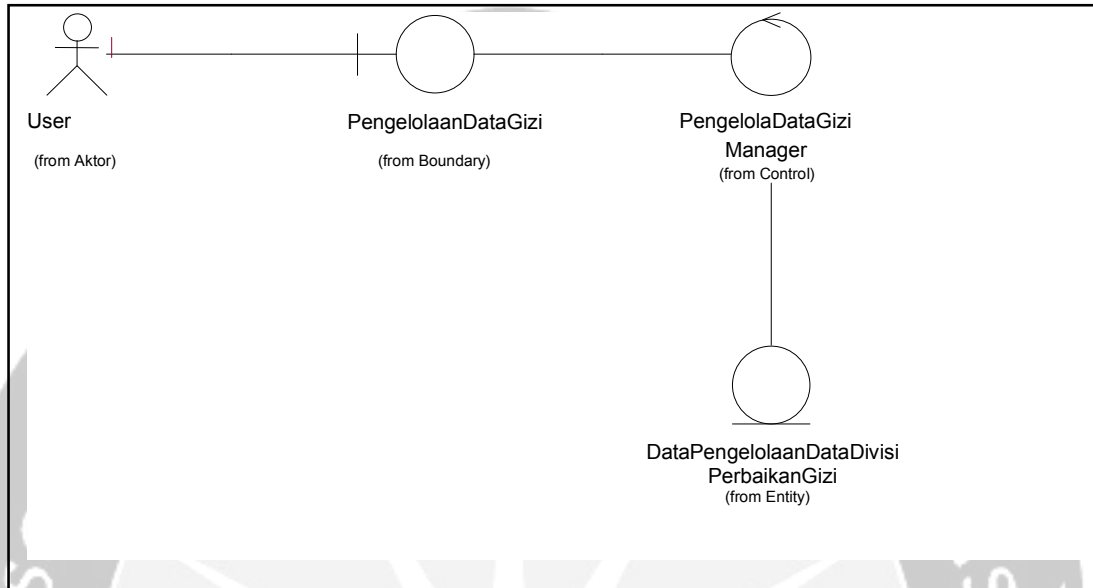 User
(from Aktor)
PengelolaanDataGizi
(from Boundary)
PengelolaDataGizi
Manager
(from Control)
DataPengelolaanDataDivisi
PerbaikanGizi
(from Entity)